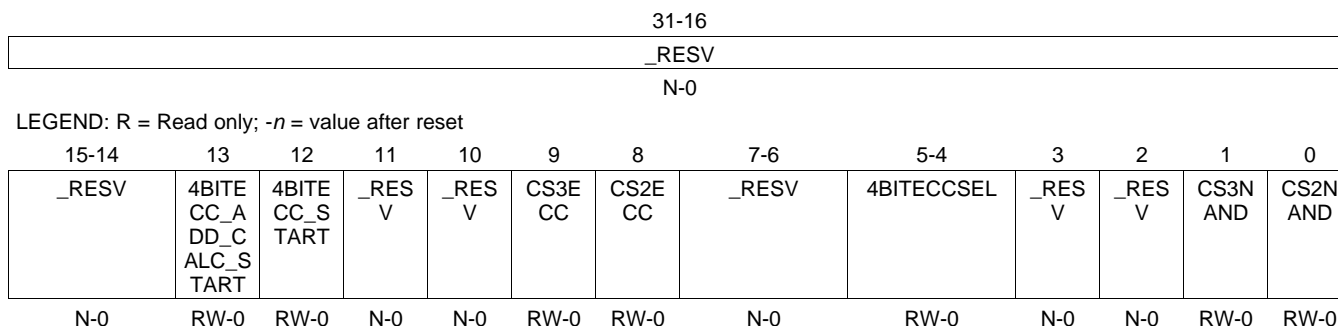 31-16
_RESV
N-0
LEGEND: R = Read only; -n = value after reset
15-14 13 12 11 10 9 8 7-6 5-4 3 2 1 0
_RESV 4BITE 4BITE _RES _RES CS3E CS2E _RESV 4BITECCSEL _RES _RES CS3N CS2N
ECC_A CC_S V V CC CC V V AND AND
DD_C TART
ALC_S
TART
N-0 RW-0 RW-0 N-0 N-0 RW-0 RW-0 N-0 RW-0 N-0 N-0 RW-0 RW-0